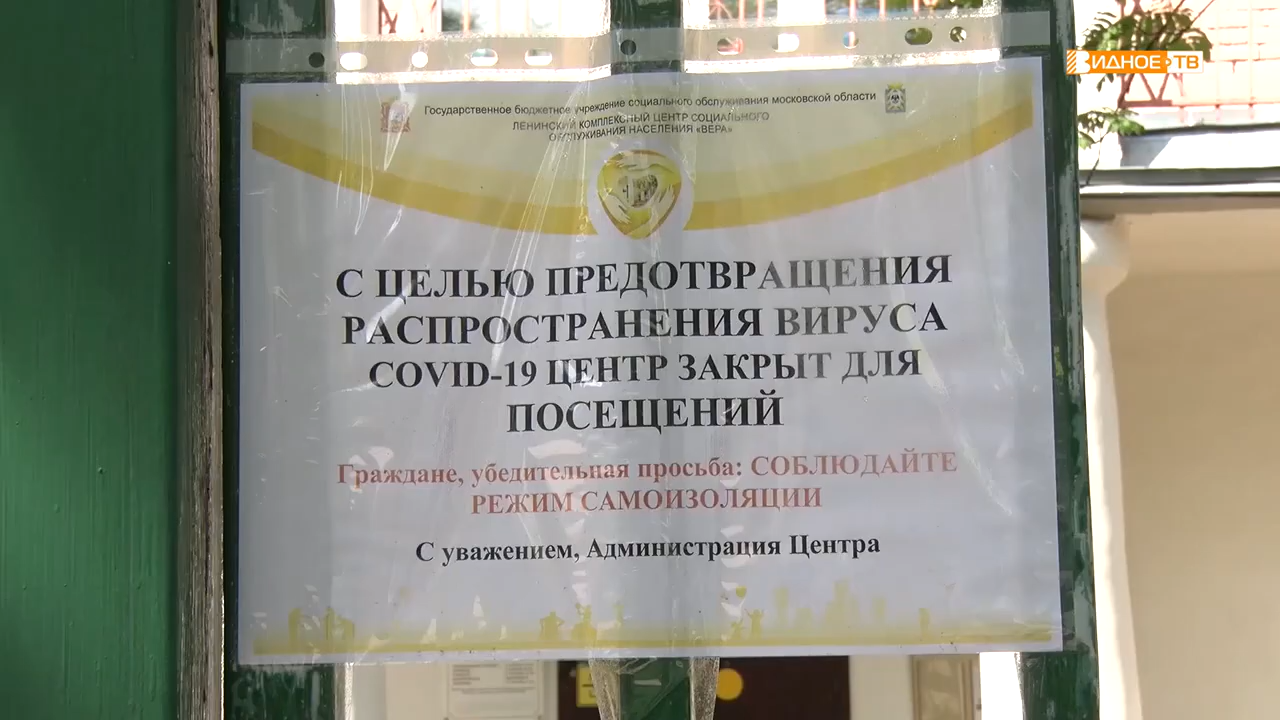 ВИДНОЕ ТВ
Государственное бюджетное учреждение социального обслуживания московской области
ЛЕНИНСКИЙ КОМПЛЕКСНЫЙ ЦЕНТР СОЦИАЛЬНОГО
ОБСЛУЖИВАНИЯ НАСЕЛЕНИЯ «ВЕРА»
С ЦЕЛЬЮ ПРЕДОТВРАЩЕНИЯ
РАСПРОСТРАНЕНИЯ ВИРУСА
COVID-19 ЦЕНТР ЗАКРЫТ ДЛЯ
ПОСЕЩЕНИЙ
Граждане, убедительная просьба: СОБЛЮДАЙТЕ
РЕЖИМ САМОИЗОЛЯЦИИ
С уважением, Администрация Центра